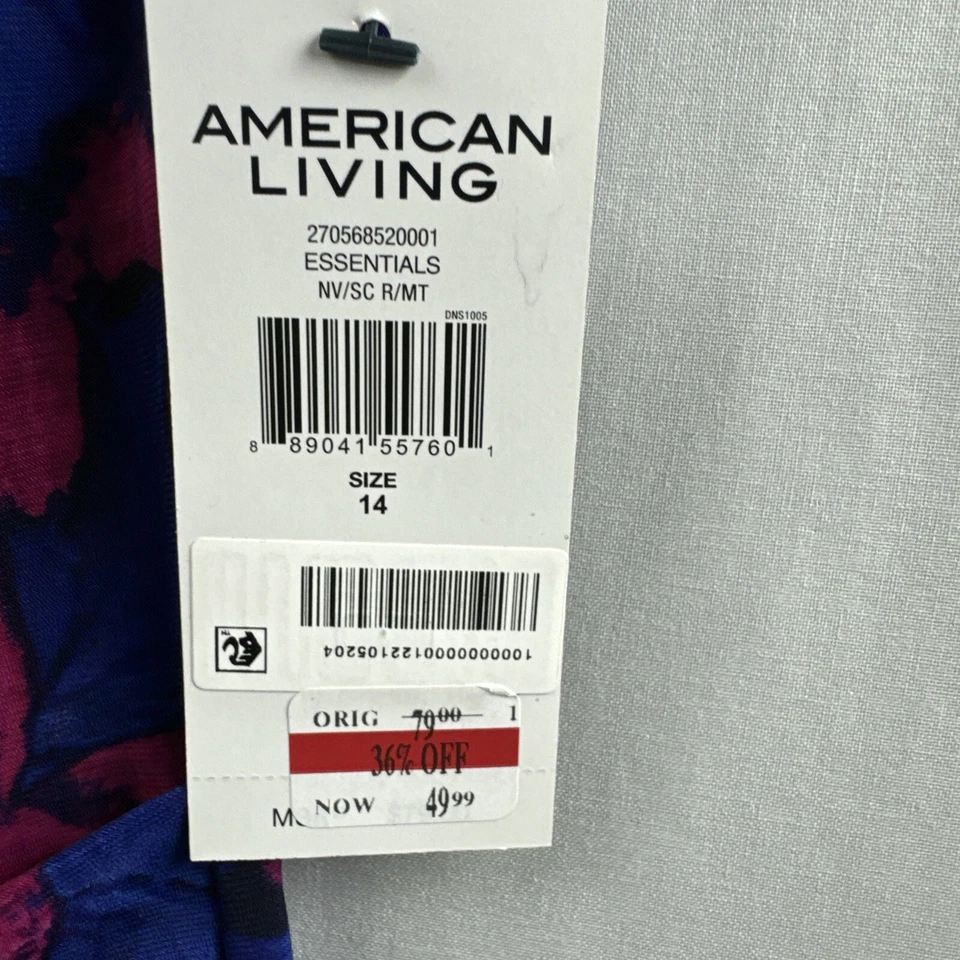 AMERICAN
LIVING
270568520001
ESSENTIALS
NV/SC R/MT
DNS1005
8 89041 55760 1
SIZE
14
10000000000122105204
ORIG 79.00 1
36% OFF
NOW 49.99